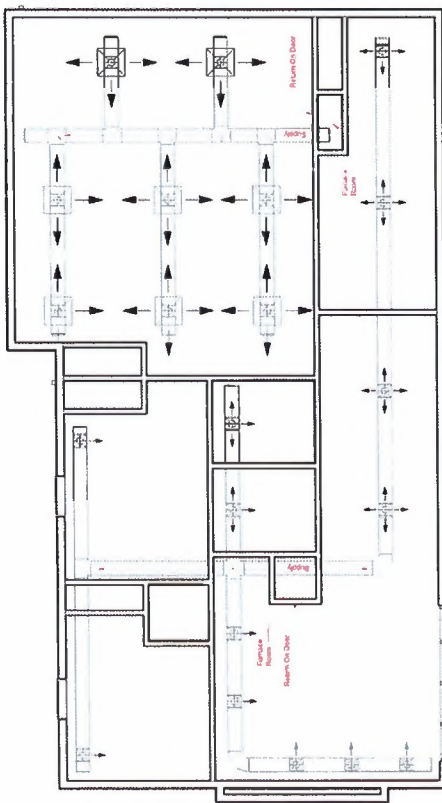 Return On Door
Supply
Furnace
Room
Supply
Furnace
Room
Return On Door